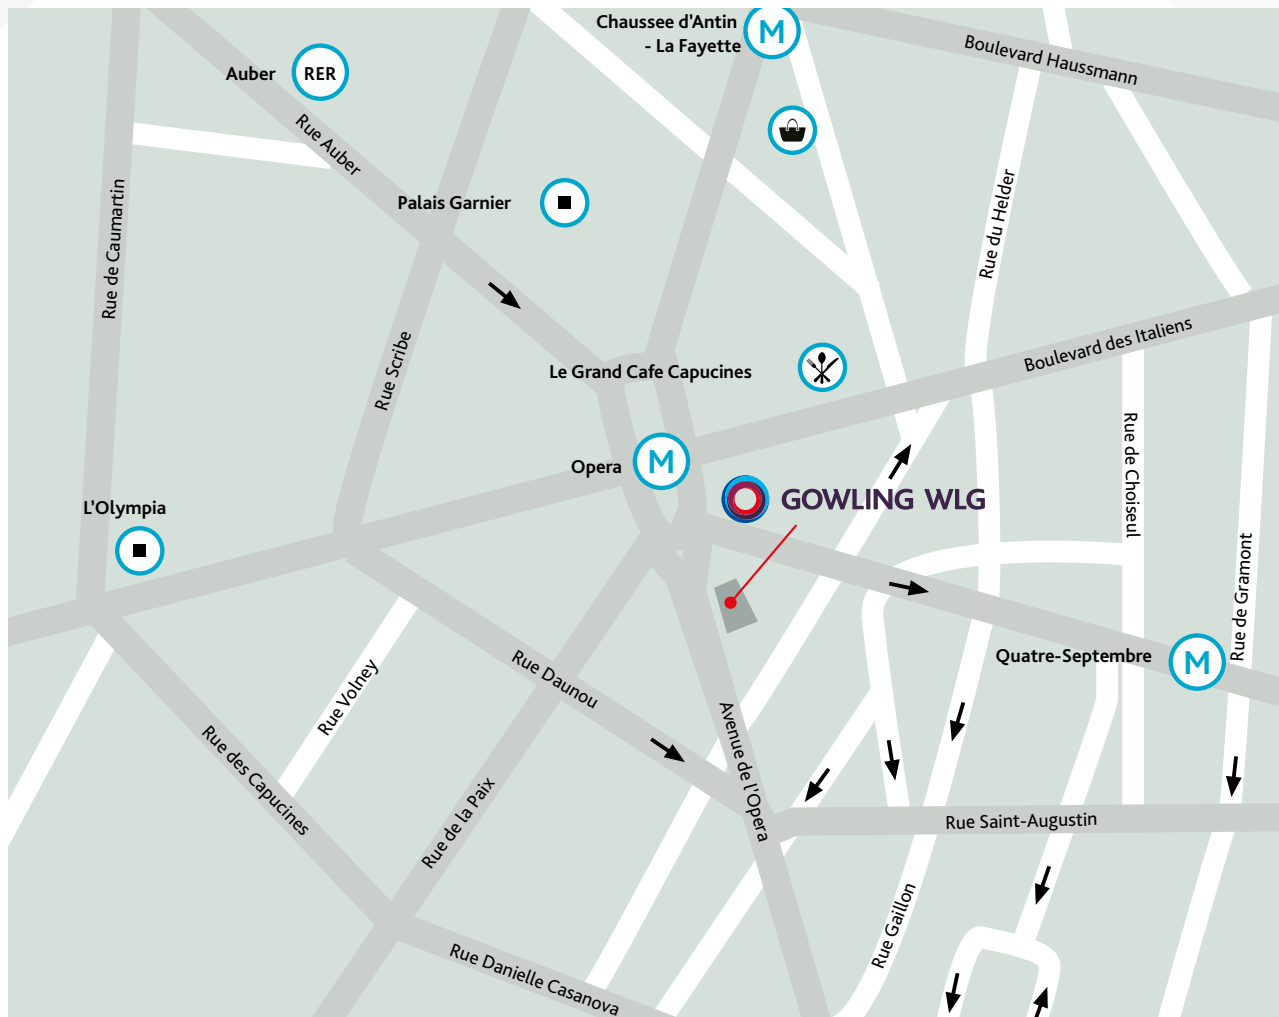 Chaussee d'Antin
- La Fayette
M
Boulevard Haussmann
Auber
RER
Rue Auber
Palais Garnier
Rue de Caumartin
Rue du Helder
Rue Scribe
Le Grand Cafe Capucines
Boulevard des Italiens
Opera
M
Rue de Choiseul
GOWLING WLG
L'Olympia
Rue de Gramont
Quatre-Septembre
M
Rue Daunou
Rue Volney
Avenue de l'Opera
Rue des Capucines
Rue de la Paix
Rue Saint-Augustin
Rue Gaillon
Rue Danielle Casanova